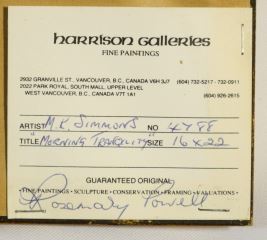 HARRISON GALLERIES
FINE PAINTINGS
2932 GRANVILLE ST., VANCOUVER, B.C., CANADA V6H 3J7 (604) 732-5217 · 732-0911
2022 PARK ROYAL, SOUTH MALL, UPPER LEVEL
WEST VANCOUVER, B.C. CANADA V7T 1A1 (604) 926-2615
ARTIST M.K. SIMMONS NO 4788
TITLE "MORNING TRANQUILITY" SIZE 16x22
GUARANTEED ORIGINAL
·FINE PAINTINGS · SCULPTURE · CONSERVATION · FRAMING · VALUATIONS ·
Rosemary Powell